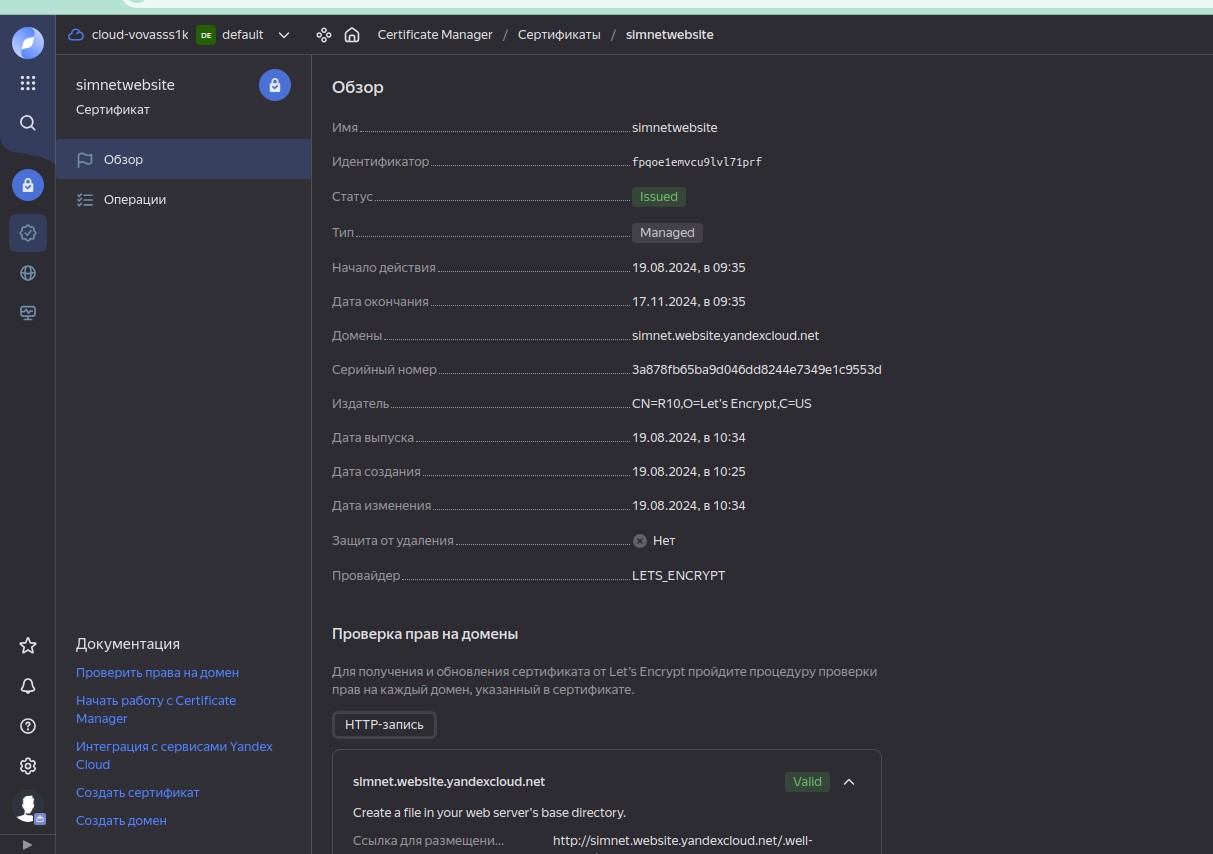 cloud-vovasss1k DE default Certificate Manager / Сертификаты / simnetwebsite
simnetwebsite
Сертификат
Обзор
Операции
Документация
Проверить права на домен
Начать работу с Certificate
Manager
Интеграция с сервисами Yandex
Cloud
Создать сертификат
Создать домен
Обзор
Имя simnetwebsite
Идентификатор fpqoe1emvcu9lvl71prf
Статус Issued
Тип Managed
Начало действия 19.08.2024, в 09:35
Дата окончания 17.11.2024, в 09:35
Домены simnet.website.yandexcloud.net
Серийный номер 3a878fb65ba9d046dd8244e7349e1c9553d
Издатель CN=R10,O=Let's Encrypt,C=US
Дата выпуска 19.08.2024, в 10:34
Дата создания 19.08.2024, в 10:25
Дата изменения 19.08.2024, в 10:34
Защита от удаления Нет
Провайдер LETS_ENCRYPT
Проверка прав на домены
Для получения и обновления сертификата от Let's Encrypt пройдите процедуру проверки
прав на каждый домен, указанный в сертификате.
HTTP-запись
simnet.website.yandexcloud.net Valid
Create a file in your web server's base directory.
Ссылка для размещени... http://simnet.website.yandexcloud.net/.well-